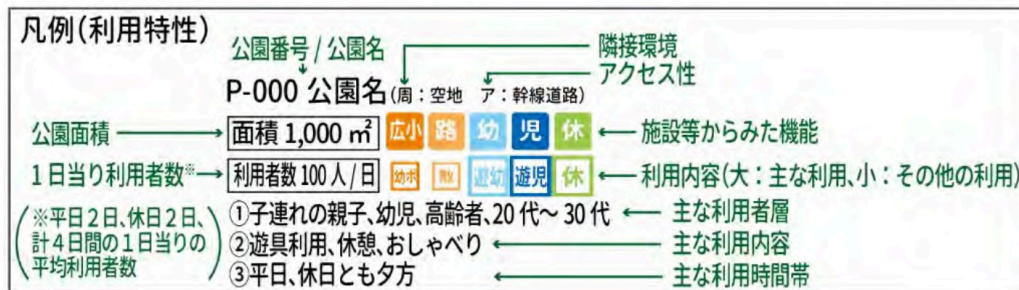 凡例(利用特性)
公園番号 / 公園名
隣接環境
アクセス性
P-000 公園名(周：空地 ア：幹線道路)
公園面積
面積 1,000 ㎡
広小 路 幼 児 休
施設等からみた機能
1日当り利用者数※
利用者数 100 人 / 日
幼ボ 散 遊幼 遊児 休
利用内容(大：主な利用、小：その他の利用)
※平日2日、休日2日、計4日間の1日当りの平均利用者数
①子連れの親子、幼児、高齢者、20 代～ 30 代
主な利用者層
②遊具利用、休憩、おしゃべり
主な利用内容
③平日、休日とも夕方
主な利用時間帯